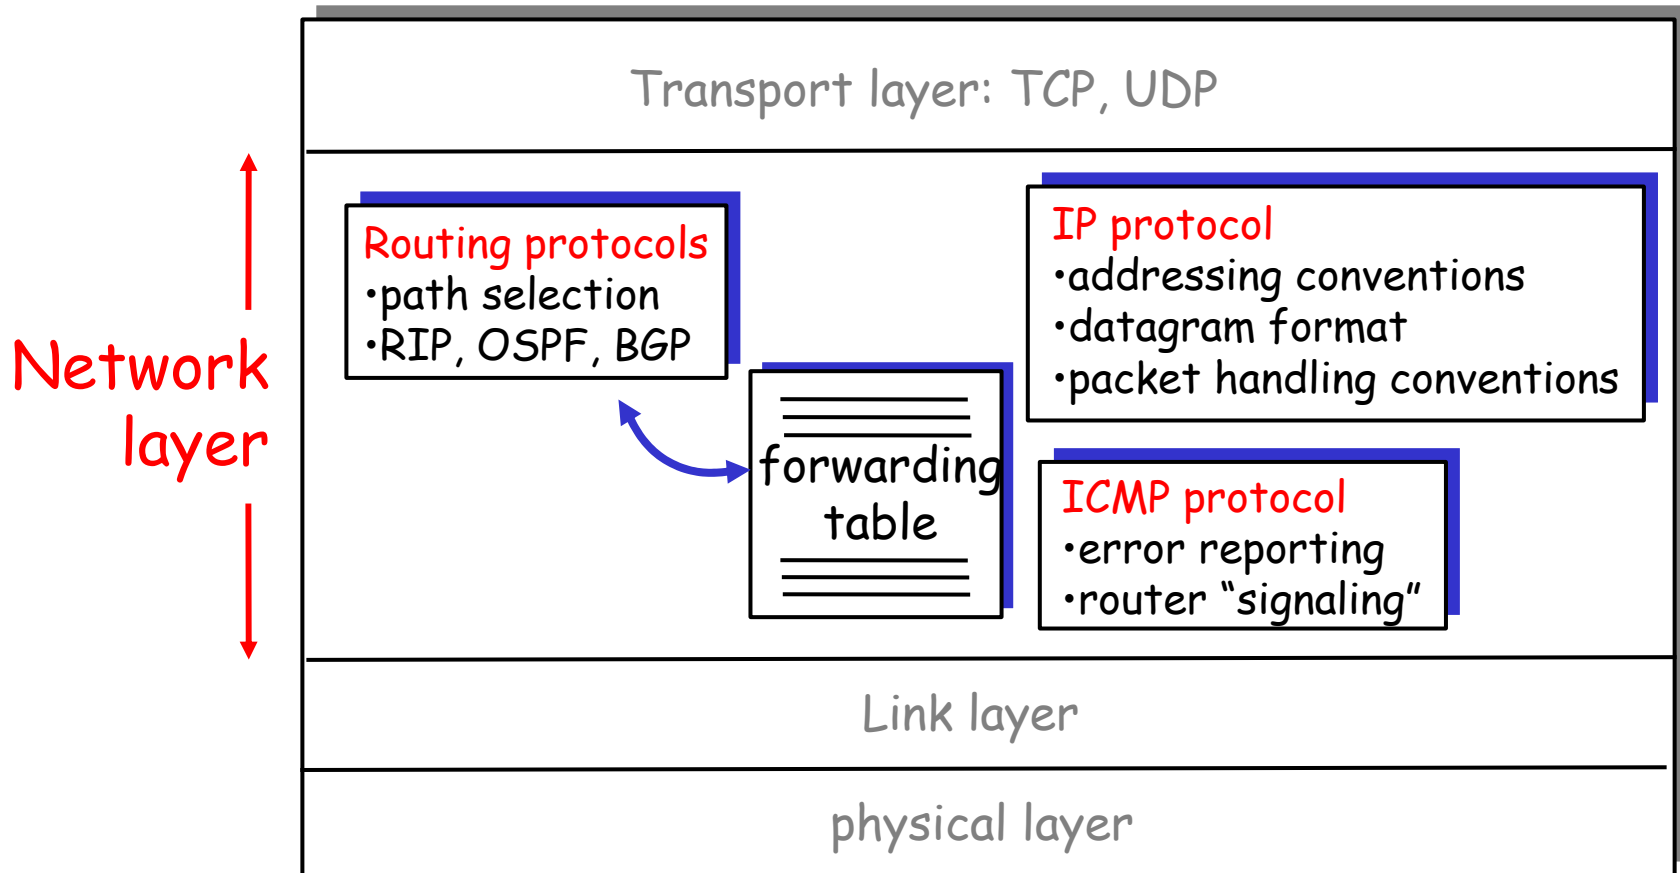 Transport layer: TCP, UDP
Network
layer
Routing protocols
•path selection
•RIP, OSPF, BGP
forwarding
table
IP protocol
•addressing conventions
•datagram format
•packet handling conventions
ICMP protocol
•error reporting
•router “signaling”
Link layer
physical layer